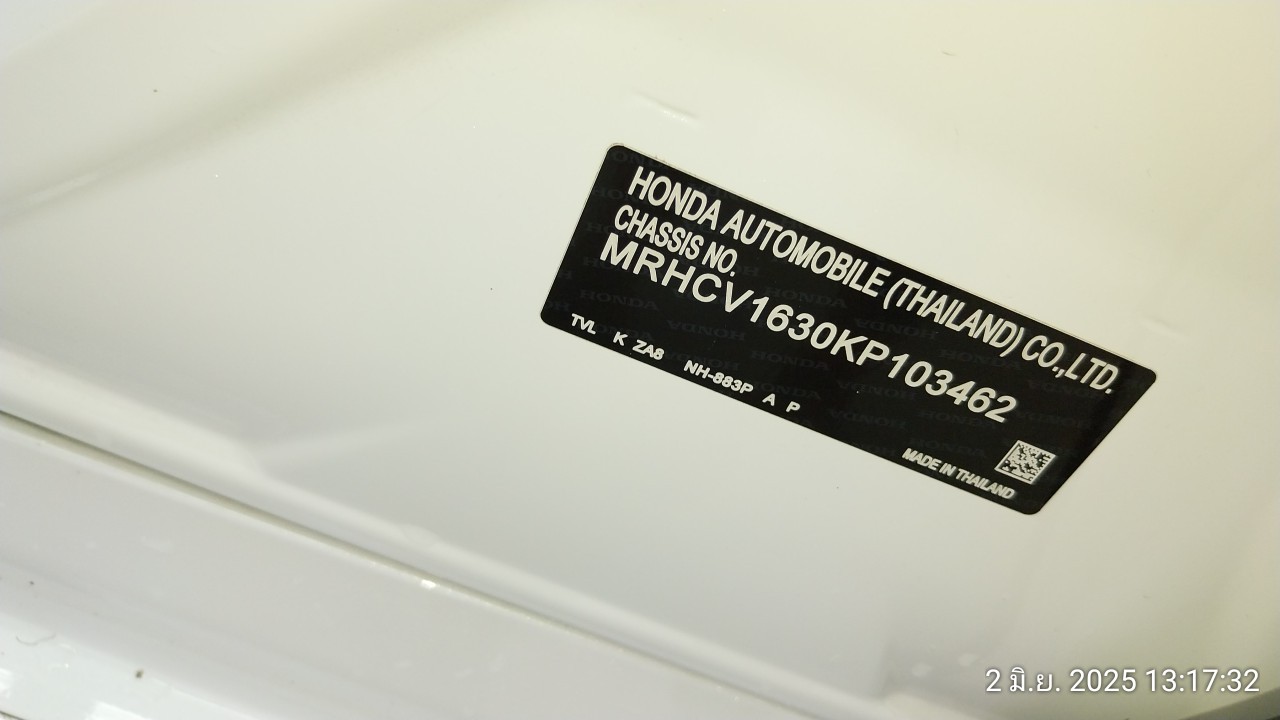 HONDA AUTOMOBILE (THAILAND) CO.,LTD.
CHASSIS NO.
MRHCV1630KP103462
TVL K ZA8 NH-883P A P
MADE IN THAILAND
2 มิ.ย. 2025 13:17:32